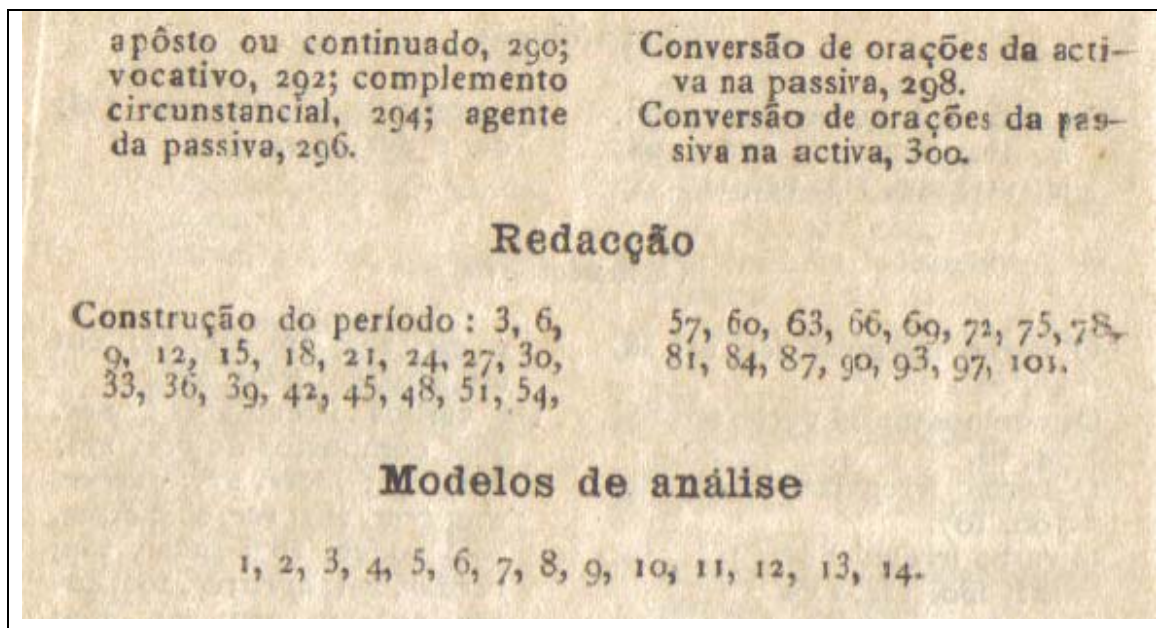 apôsto ou continuado, 290;
vocativo, 292; complemento
circunstancial, 294; agente
da passiva, 296.
Conversão de orações da acti-
va na passiva, 298.
Conversão de orações da pas-
siva na activa, 300.
Redacção
Construção do período : 3, 6,
9, 12, 15, 18, 21, 24, 27, 30,
33, 36, 39, 42, 45, 48, 51, 54,
57, 60, 63, 66, 69, 72, 75, 78,
81, 84, 87, 90, 93, 97, 101.
Modelos de análise
1, 2, 3, 4, 5, 6, 7, 8, 9, 10, 11, 12, 13, 14.